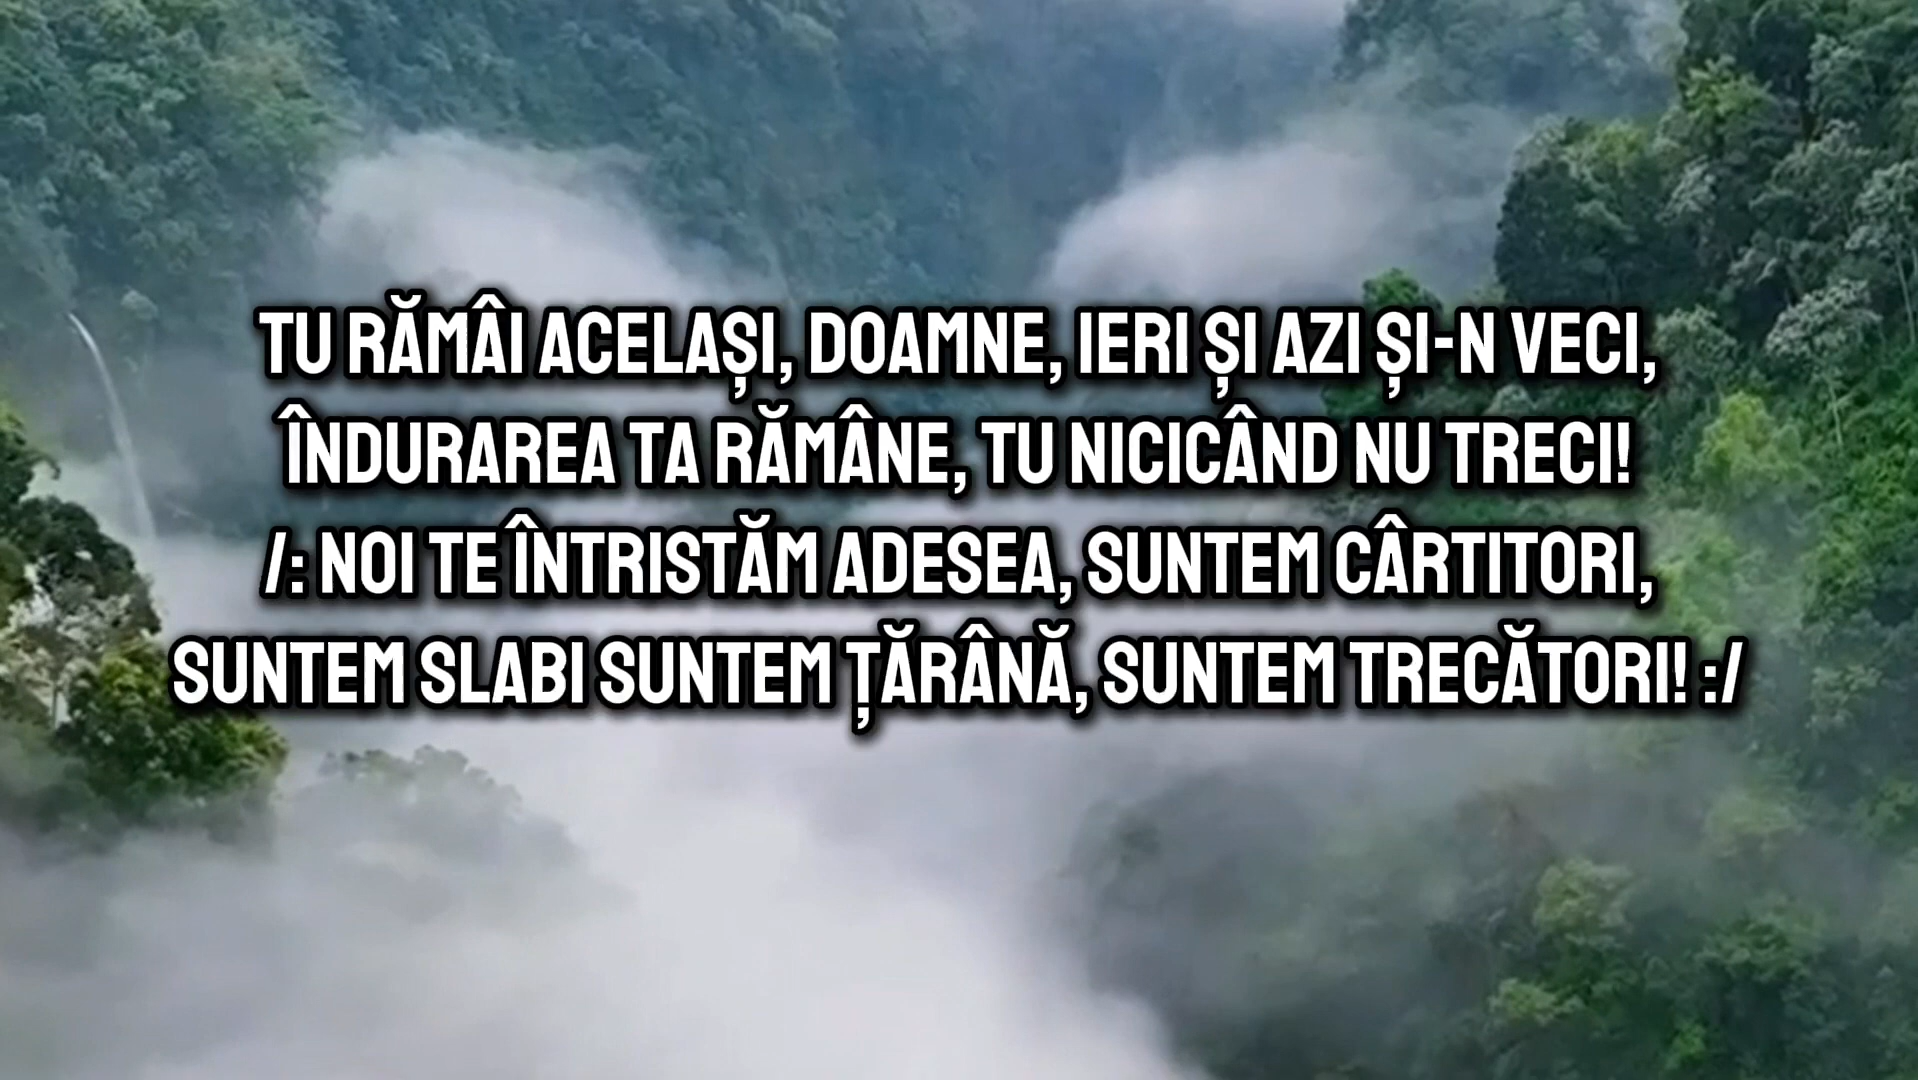 TU RĂMÂI ACELAȘI, DOAMNE, IERI ȘI AZI ȘI-N VECI,
ÎNDURAREA TA RĂMÂNE, TU NICICÂND NU TRECI!
/: NOI TE ÎNTRISTĂM ADESEA, SUNTEM CÂRTITORI,
SUNTEM SLABI SUNTEM ȚĂRÂNĂ, SUNTEM TRECĂTORI! :/